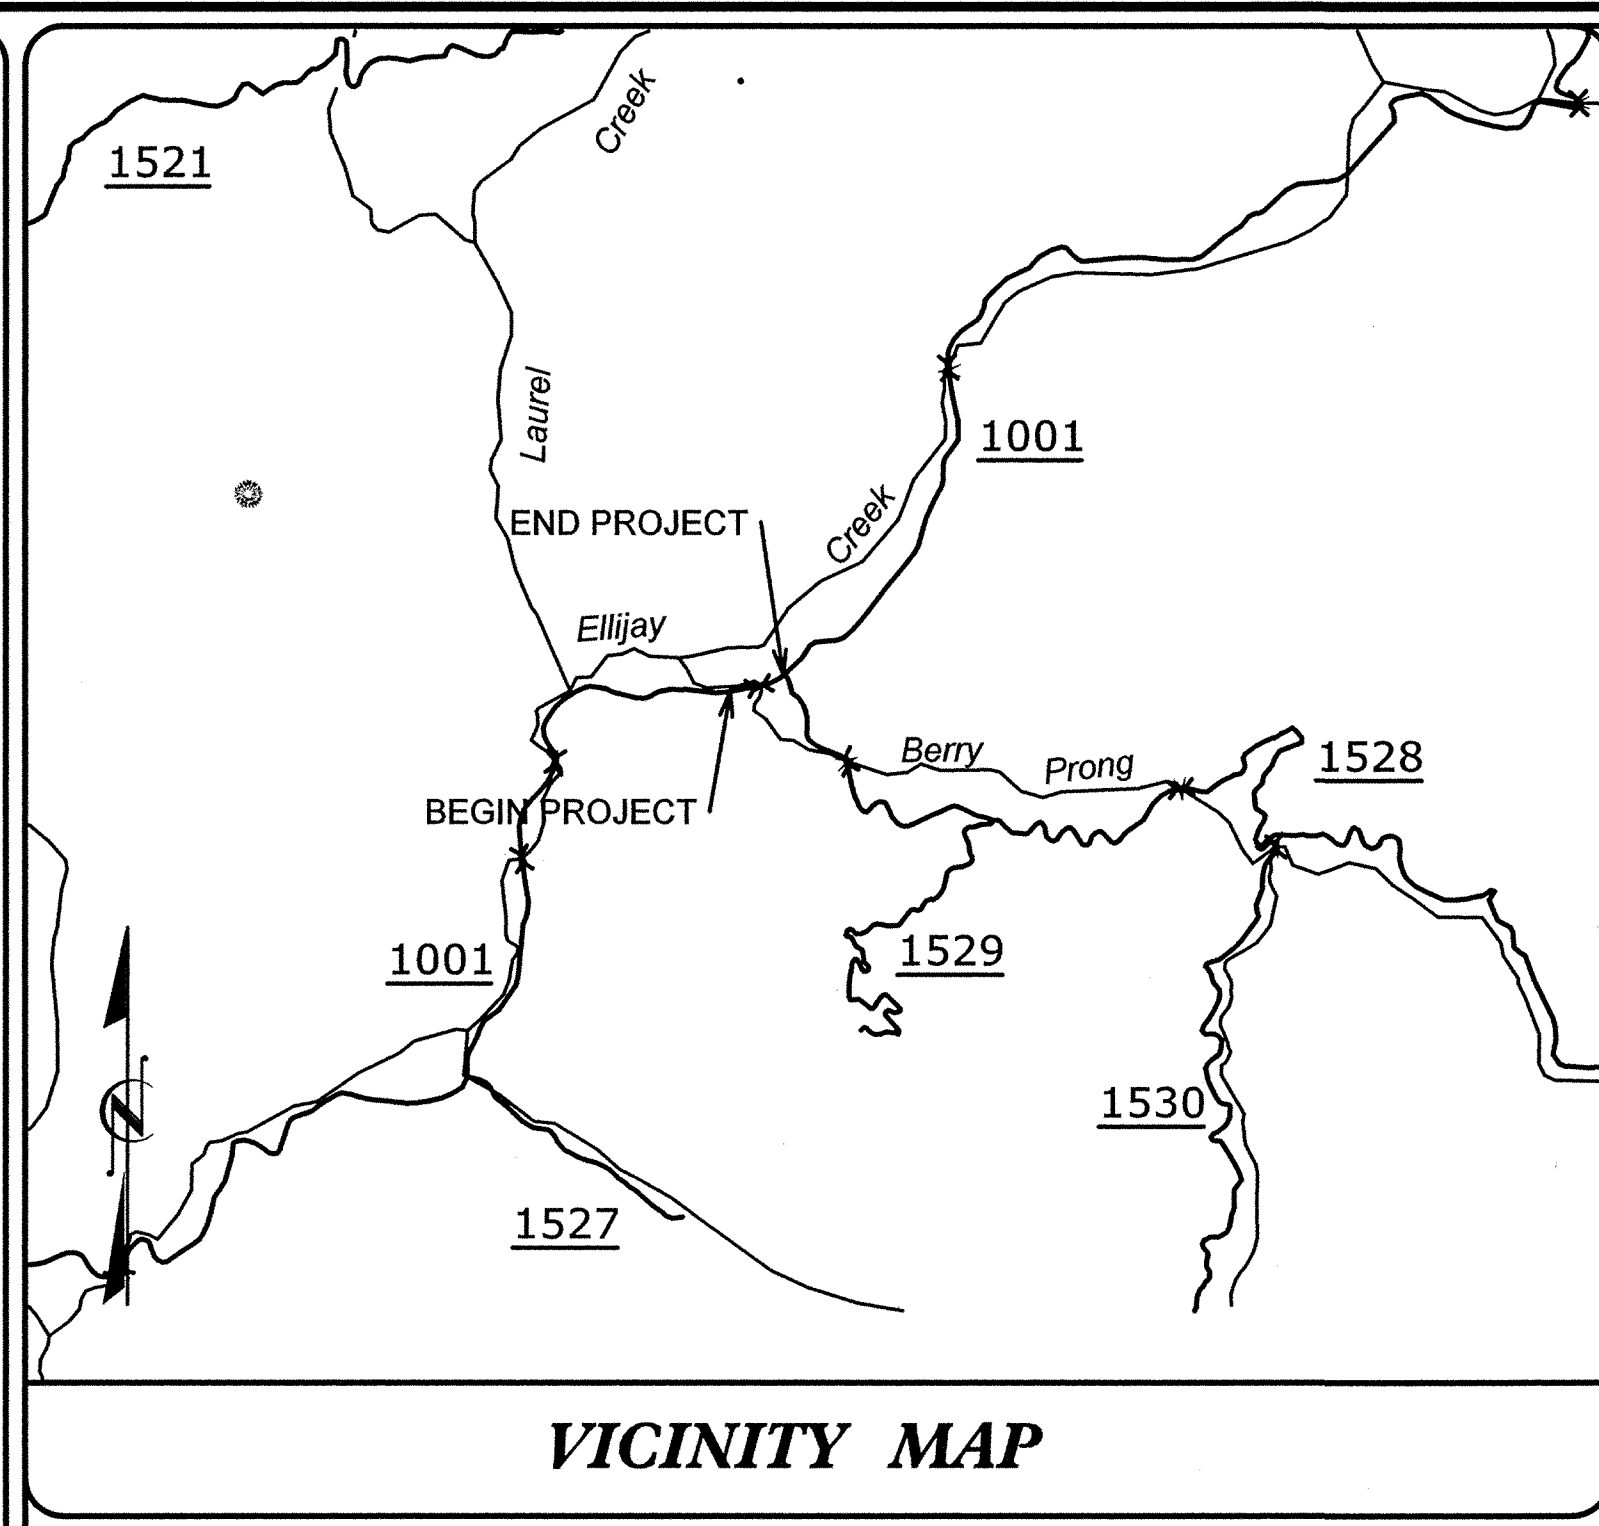 Creek
1521
Laurel
1001
Creek
END PROJECT
Ellijay
Berry
Prong
1528
BEGIN PROJECT
1001
1529
N
1530
1527
VICINITY MAP